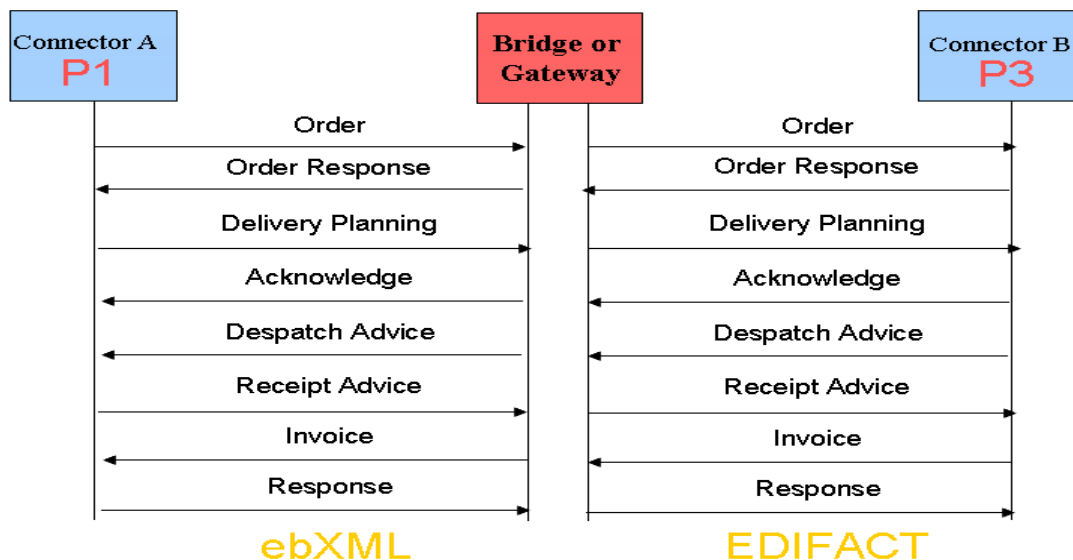 Connector A
P1
Bridge or
Gateway
Connector B
P3
Order
Order
Order Response
Order Response
Delivery Planning
Delivery Planning
Acknowledge
Acknowledge
Despatch Advice
Despatch Advice
Receipt Advice
Receipt Advice
Invoice
Invoice
Response
Response
ebXML
EDIFACT